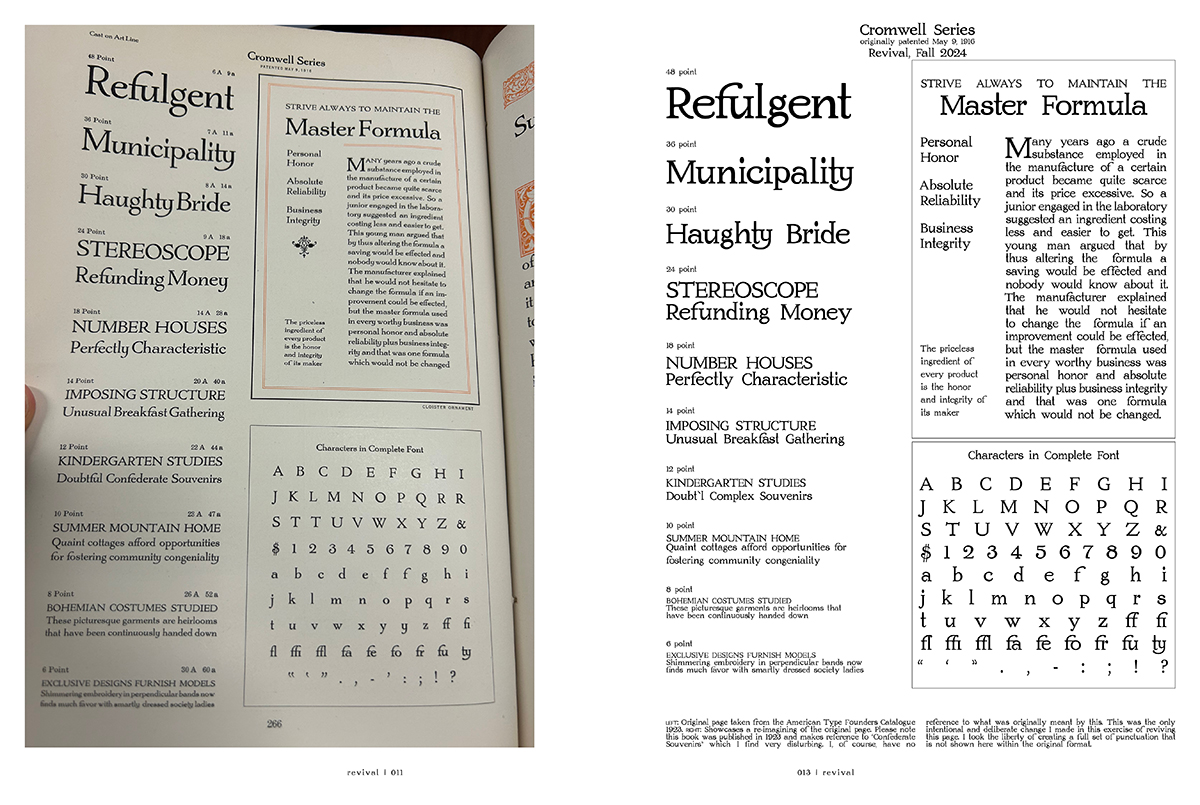 Cast on Art Line
48 Point 6 A 9 a
Refulgent
36 Point 7 A 11 a
Municipality
30 Point 8 A 14 a
Haughty Bride
24 Point 9 A 18 a
STEREOSCOPE
Refunding Money
18 Point 14 A 28 a
NUMBER HOUSES
Perfectly Characteristic
14 Point 20 A 40 a
IMPOSING STRUCTURE
Unusual Breakfast Gathering
12 Point 22 A 44 a
KINDERGARTEN STUDIES
Doubtful Confederate Souvenirs
10 Point 23 A 47 a
SUMMER MOUNTAIN HOME
Quaint cottages afford opportunities
for fostering community congeniality
8 Point 26 A 52 a
BOHEMIAN COSTUMES STUDIED
These picturesque garments are heirlooms
that have been continuously handed down
6 Point 30 A 60 a
EXCLUSIVE DESIGNS FURNISH MODELS
Shimmering embroidery in perpendicular bands now
finds much favor with smartly dressed society ladies
Cromwell Series
PATENTED MAY 9, 1916
STRIVE ALWAYS TO MAINTAIN THE
Master Formula
Personal
Honor
Absolute
Reliability
Business
Integrity
The priceless
ingredient of
every product
is the honor
and integrity
of its maker
MANY years ago a crude
substance employed in
the manufacture of a certain
product became quite scarce
and its price excessive. So a
junior engaged in the labora-
tory suggested an ingredient
costing less and easier to get.
This young man argued that
by thus altering the formula a
saving would be effected and
nobody would know about it.
The manufacturer explained
that he would not hesitate to
change the formula if an im-
provement could be effected,
but the master formula used
in every worthy business was
personal honor and absolute
reliability plus business integ-
rity and that was one formula
which would not be changed
CLOISTER ORNAMENT
Characters in Complete Font
A B C D E F G H I
J K L M N O P Q R R
S T T U V W X Y Z &
$ 1 2 3 4 5 6 7 8 9 0
a b c d e f f g h i
j k l m n o p q r s
t u v w x y y z ff fi
fl ffi ffl fa fe fo fr fu ty
“ ‘ ” . , - ’ : ; ! ?
266
revival | 011
Cromwell Series
originally patented May 9, 1916
Revival, Fall 2024
48 point
Refulgent
36 point
Municipality
30 point
Haughty Bride
24 point
STEREOSCOPE
Refunding Money
18 point
NUMBER HOUSES
Perfectly Characteristic
14 point
IMPOSING STRUCTURE
Unusual Breakfast Gathering
12 point
KINDERGARTEN STUDIES
Doubt'l Complex Souvenirs
10 point
SUMMER MOUNTAIN HOME
Quaint cottages afford opportunities for
fostering community congeniality
8 point
BOHEMIAN COSTUMES STUDIED
These picturesque garments are heirlooms that
have been continuously handed down
6 point
EXCLUSIVE DESIGNS FURNISH MODELS
Shimmering embroidery in perpendicular bands now
finds much favor with smartly dressed society ladies
STRIVE ALWAYS TO MAINTAIN THE
Master Formula
Personal
Honor
Absolute
Reliability
Business
Integrity
The priceless
ingredient of
every product
is the honor
and integrity of
its maker
Many years ago a crude
substance employed in
the manufacture of a certain
product became quite scarce
and its price excessive. So a
junior engaged in the laboratory
suggested an ingredient costing
less and easier to get. This
young man argued that by
thus altering the formula a
saving would be effected and
nobody would know about it.
The manufacturer explained
that he would not hesitate
to change the formula if an
improvement could be effected,
but the master formula used
in every worthy business was
personal honor and absolute
reliability plus business integrity
and that was one formula
which would not be changed.
Characters in Complete Font
A B C D E F G H I
J K L M N O P Q R
S T U V W X Y Z &
$ 1 2 3 4 5 6 7 8 9 0
a b c d e f g h i
j k l m n o p q r s
t u v w x y z ff fi
fl ffi ffl fa fe fo fr fu ty
“ ‘ ” . , - : ; ! ?
LEFT: Original page taken from the American Type Founders Catalogue
1923. RIGHT: Showcases a re-imagining of the original page. Please note
this book was published in 1923 and makes reference to 'Confederate
Souvenirs' which I find very disturbing. I, of course, have no
reference to what was originally meant by this. This was the only
intentional and deliberate change I made in this exercise of reviving
this page. I took the liberty of creating a full set of punctuation that
is not shown here within the original format.
013 | revival